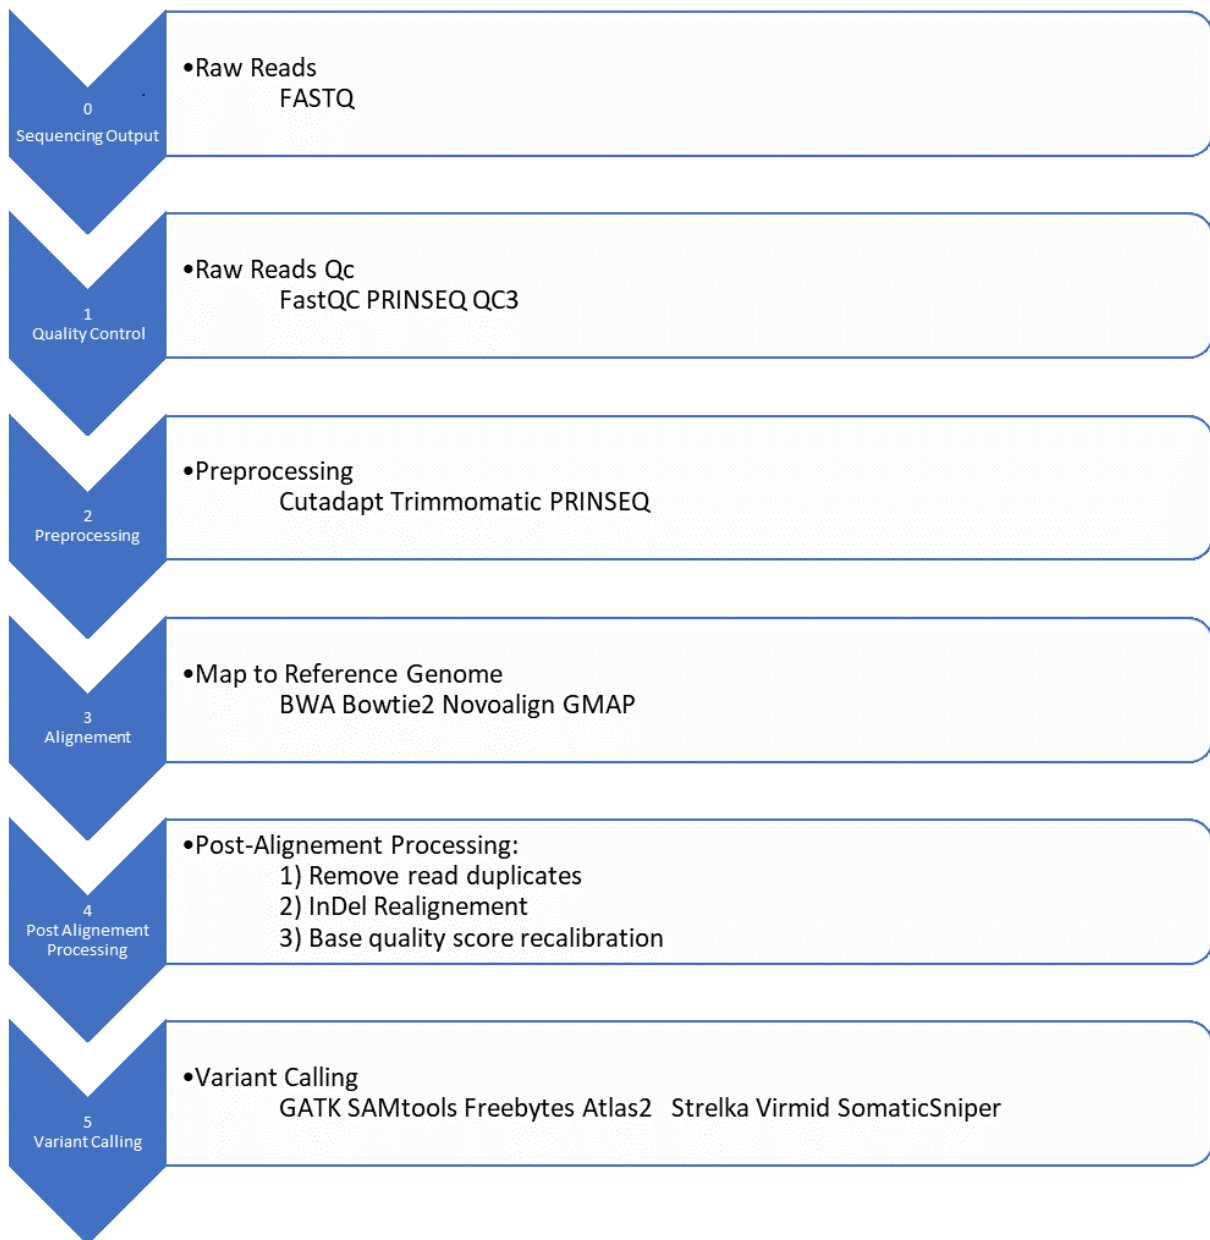 0
Sequencing Output
•Raw Reads
FASTQ
1
Quality Control
•Raw Reads Qc
FastQC PRINSEQ QC3
2
Preprocessing
•Preprocessing
Cutadapt Trimmomatic PRINSEQ
3
Alignement
•Map to Reference Genome
BWA Bowtie2 Novoalign GMAP
4
Post Alignement
Processing
•Post-Alignement Processing:
1) Remove read duplicates
2) InDel Realignement
3) Base quality score recalibration
5
Variant Calling
•Variant Calling
GATK SAMtools Freebytes Atlas2   Strelka Virmid SomaticSniper